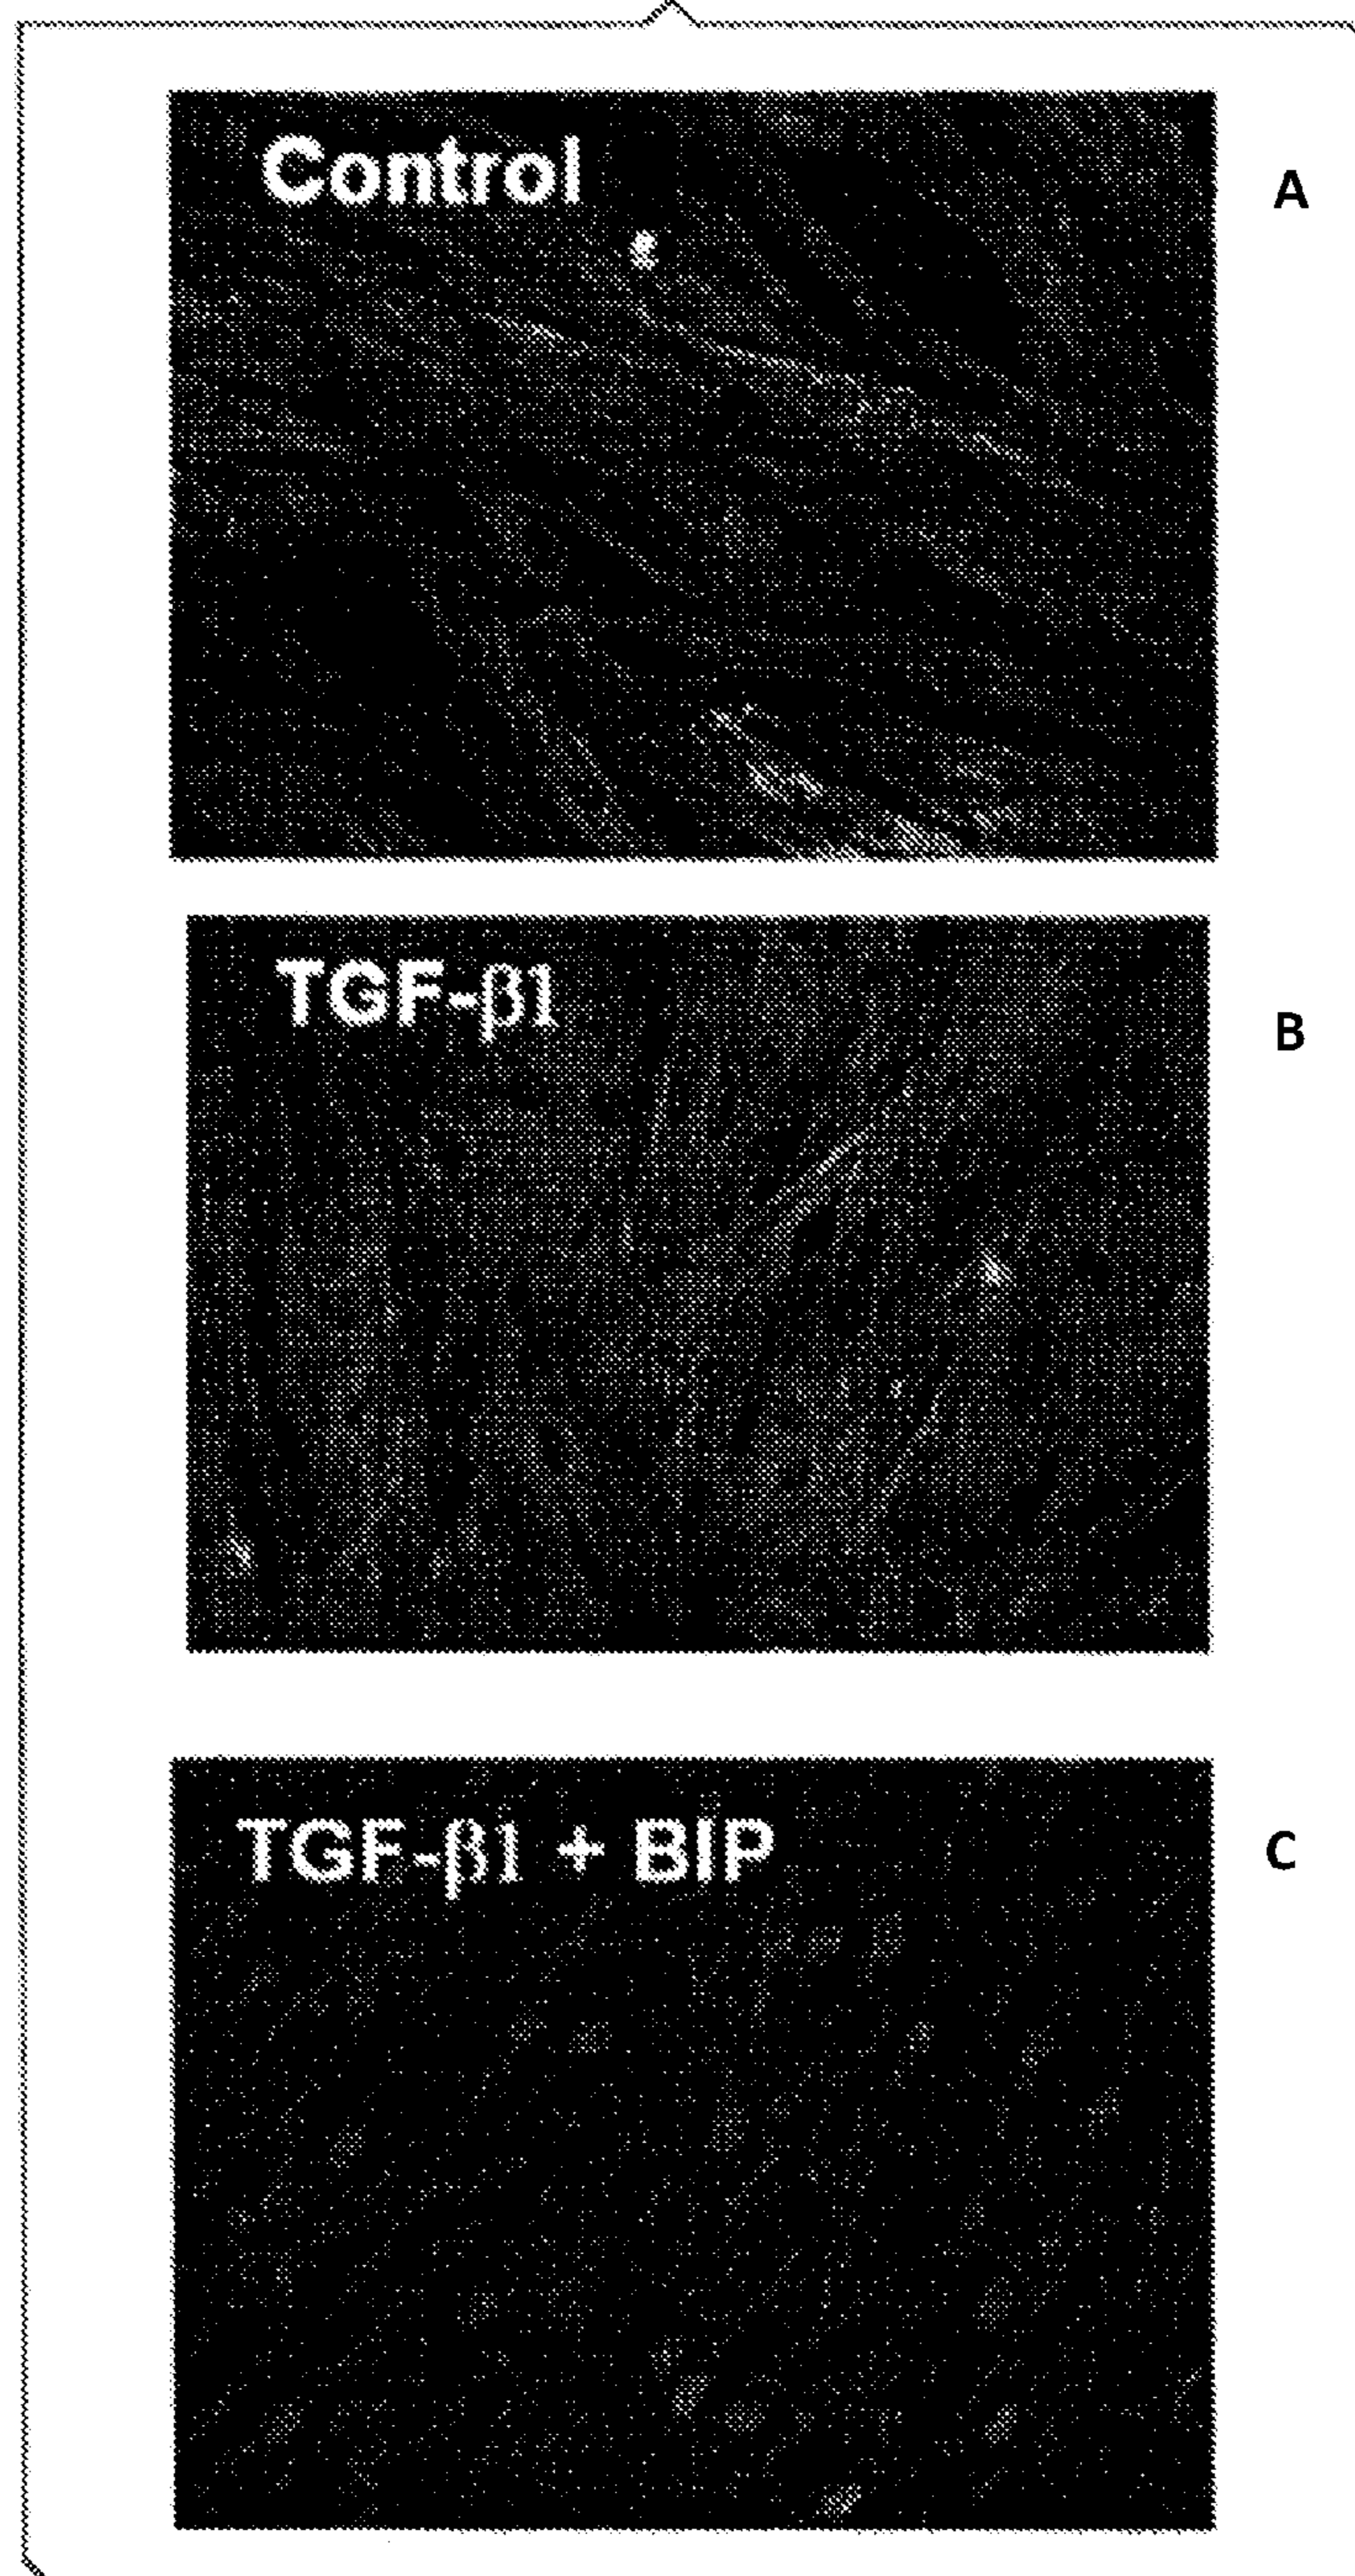 Control
A
TGF-β1
B
TGF-β1 + BIP
C